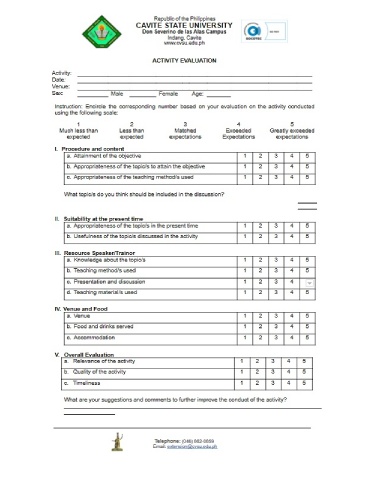 Republic of the Philippines
CAVITE STATE UNIVERSITY
Don Severino de las Alas Campus
Indang, Cavite
www.cvsu.edu.ph
ACTIVITY EVALUATION
Activity:
Date:
Venue:
Sex: Male Female Age:
Instruction: Encircle the corresponding number based on your evaluation on the activity conducted
using the following scale:
1 2 3 4 5
Much less than Less than Matched Exceeded Greatly exceeded
expected expected expectations Expectations expectations
I. Procedure and content
a. Attainment of the objective 1 2 3 4 5
b. Appropriateness of the topic/s to attain the objective 1 2 3 4 5
c. Appropriateness of the teaching method/s used 1 2 3 4 5
What topic/s do you think should be included in the discussion?
II. Suitability at the present time
a. Appropriateness of the topic/s in the present time 1 2 3 4 5
b. Usefulness of the topic/s discussed in the activity 1 2 3 4 5
III. Resource Speaker/Trainor
a. Knowledge about the topic/s 1 2 3 4 5
b. Teaching method/s used 1 2 3 4 5
c. Presentation and discussion 1 2 3 4
d. Teaching material/s used 1 2 3 4 5
IV. Venue and Food
a. Venue 1 2 3 4 5
b. Food and drinks served 1 2 3 4 5
c. Accommodation 1 2 3 4 5
V. Overall Evaluation
a. Relevance of the activity 1 2 3 4 5
b. Quality of the activity 1 2 3 4 5
c. Timeliness 1 2 3 4 5
What are your suggestions and comments to further improve the conduct of the activity?
Telephone: (046) 862-0859
Email: extension@cvsu.edu.ph